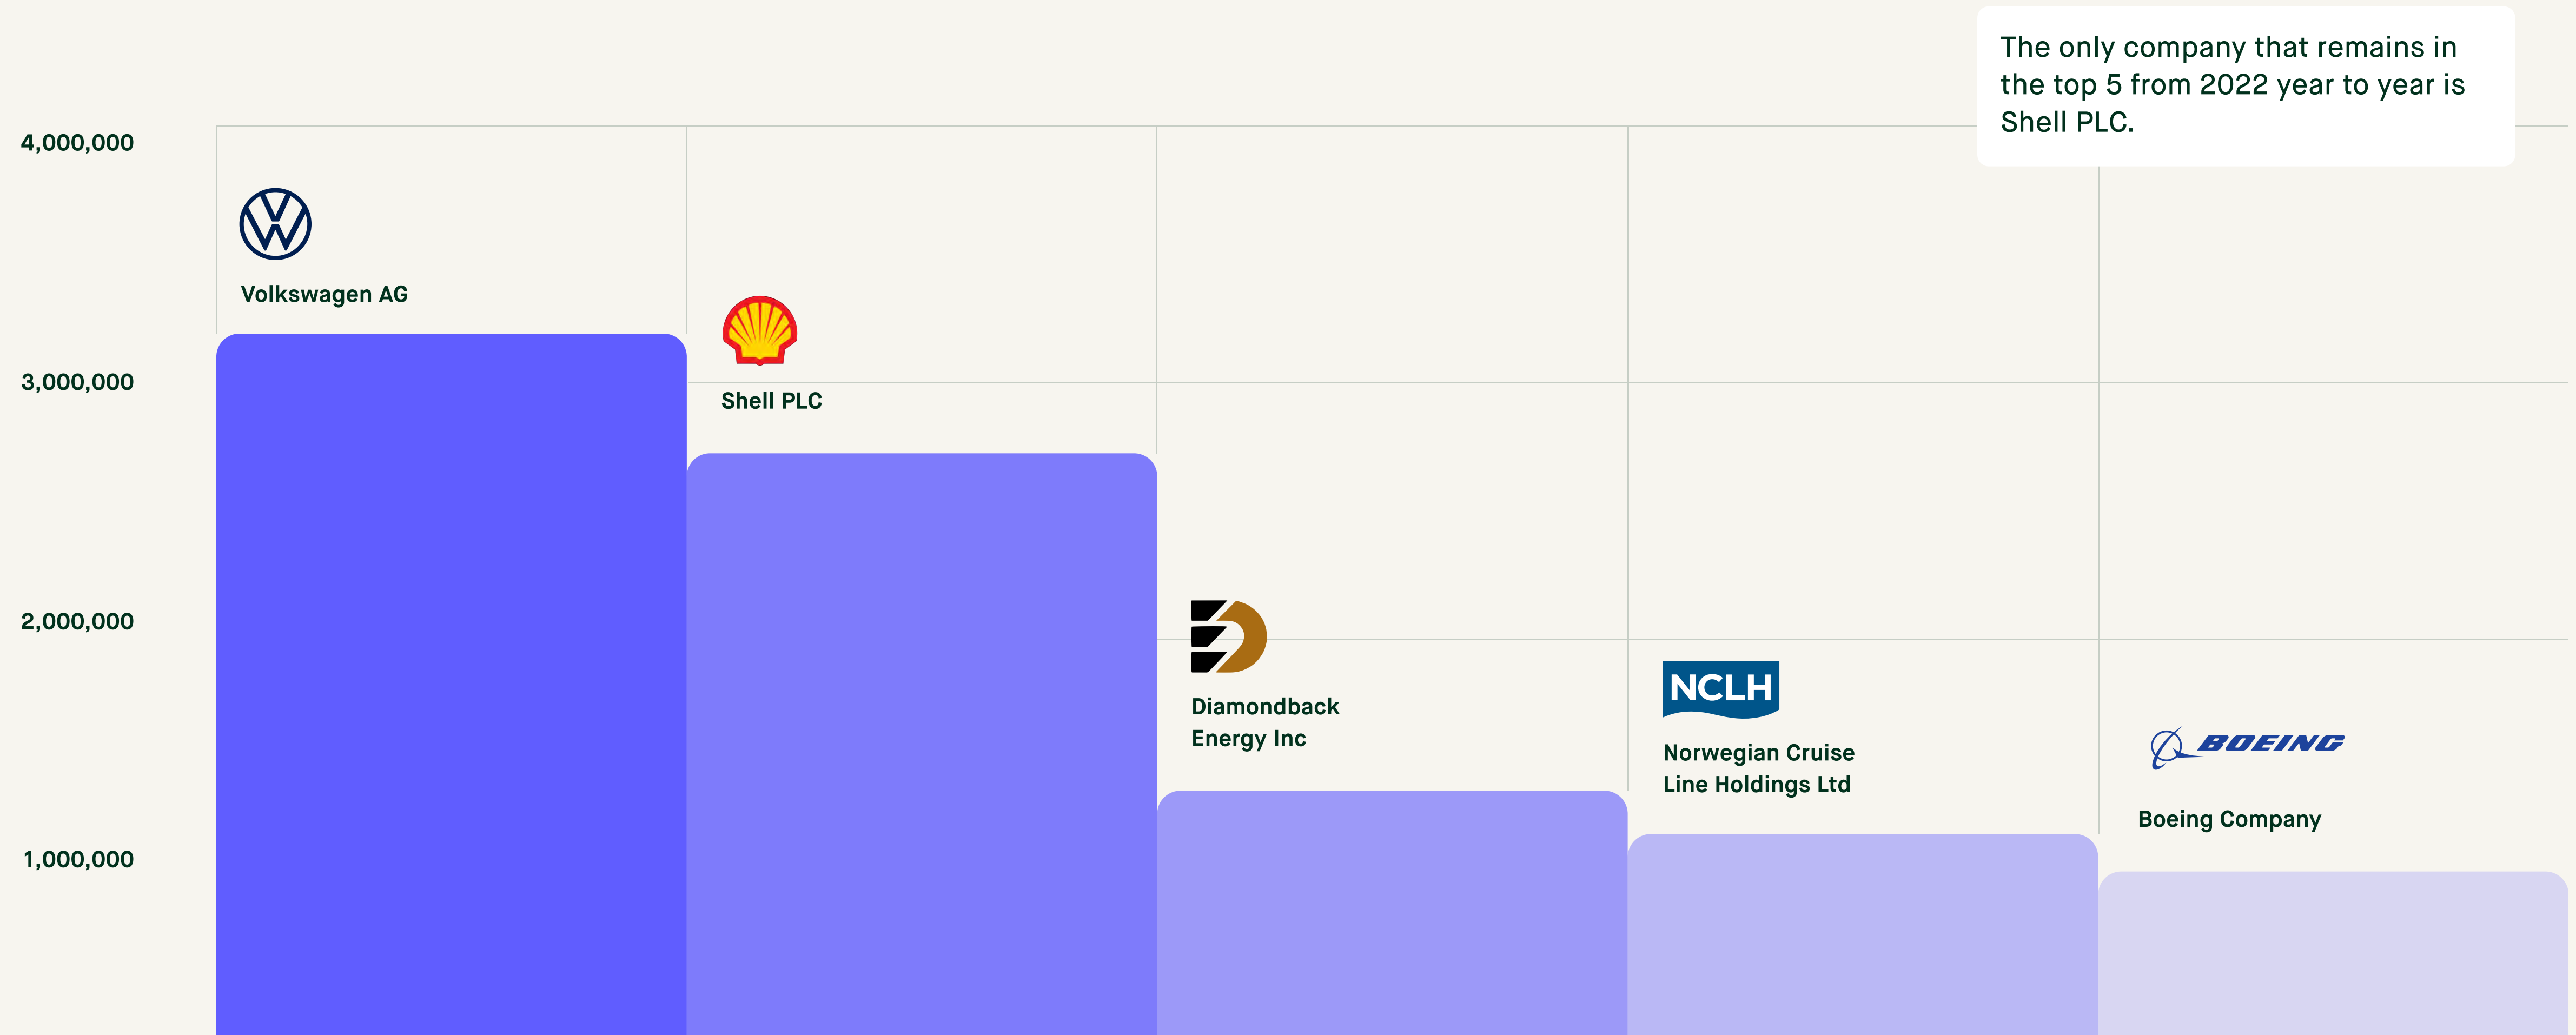 The only company that remains in
the top 5 from 2022 year to year is
Shell PLC.
4,000,000
3,000,000
2,000,000
1,000,000
Volkswagen AG
Shell PLC
Diamondback
Energy Inc
NCLH
Norwegian Cruise
Line Holdings Ltd
BOEING
Boeing Company